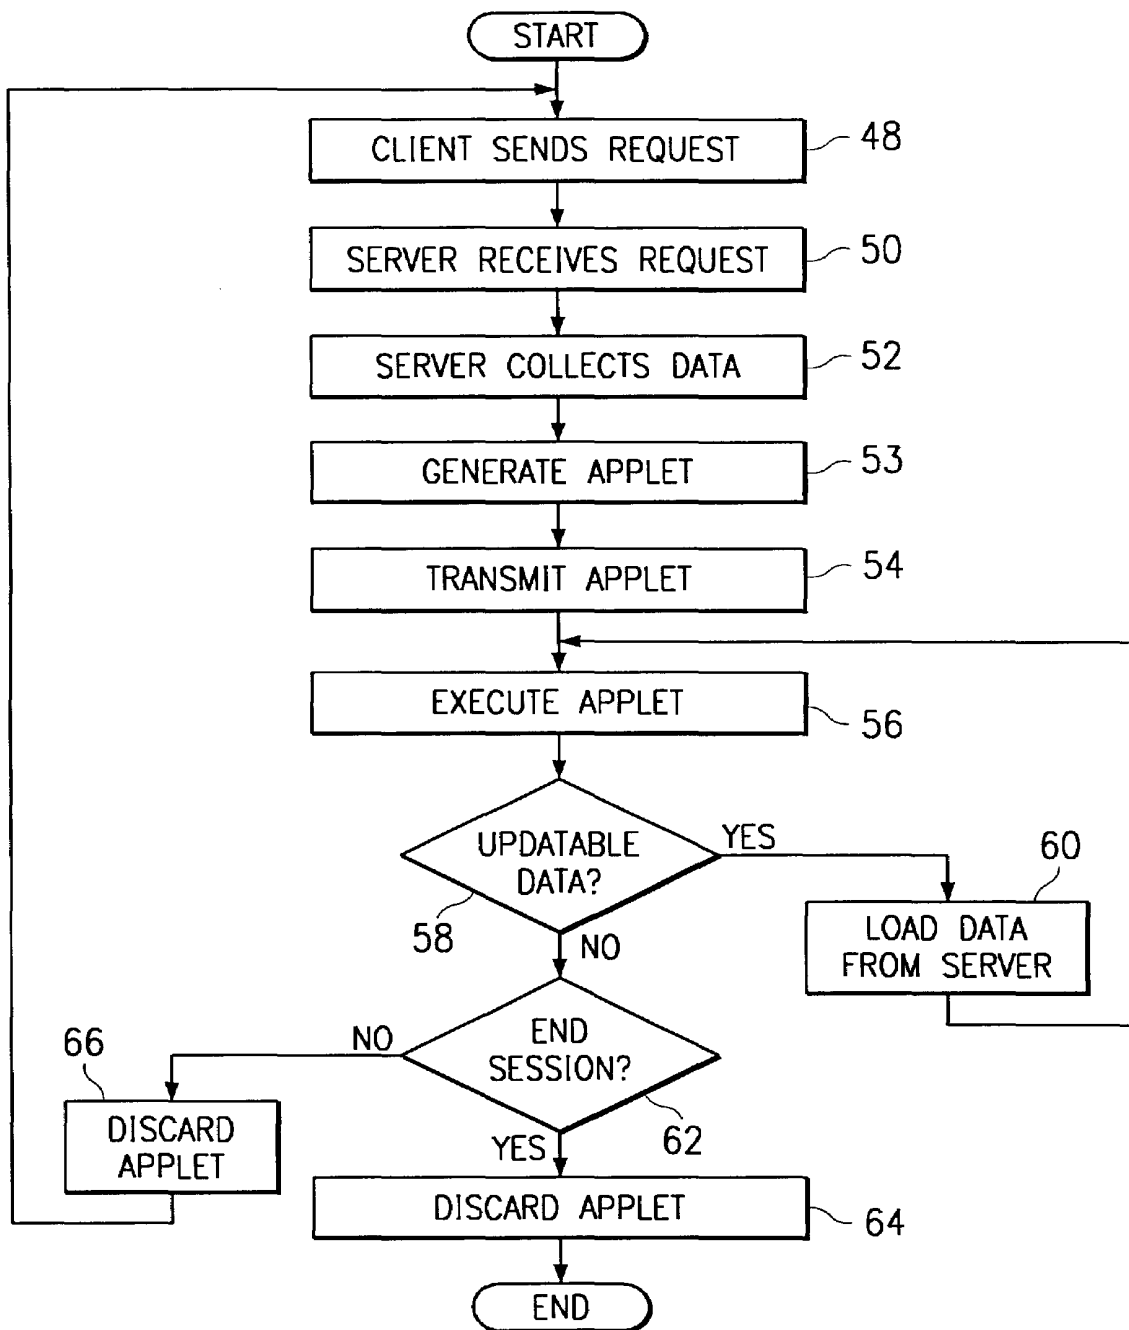 START
CLIENT SENDS REQUEST
48
SERVER RECEIVES REQUEST
50
SERVER COLLECTS DATA
52
GENERATE APPLET
53
TRANSMIT APPLET
54
EXECUTE APPLET
56
UPDATABLE
DATA?
58
YES
NO
60
LOAD DATA
FROM SERVER
END
SESSION?
62
NO
YES
66
DISCARD
APPLET
DISCARD APPLET
64
END